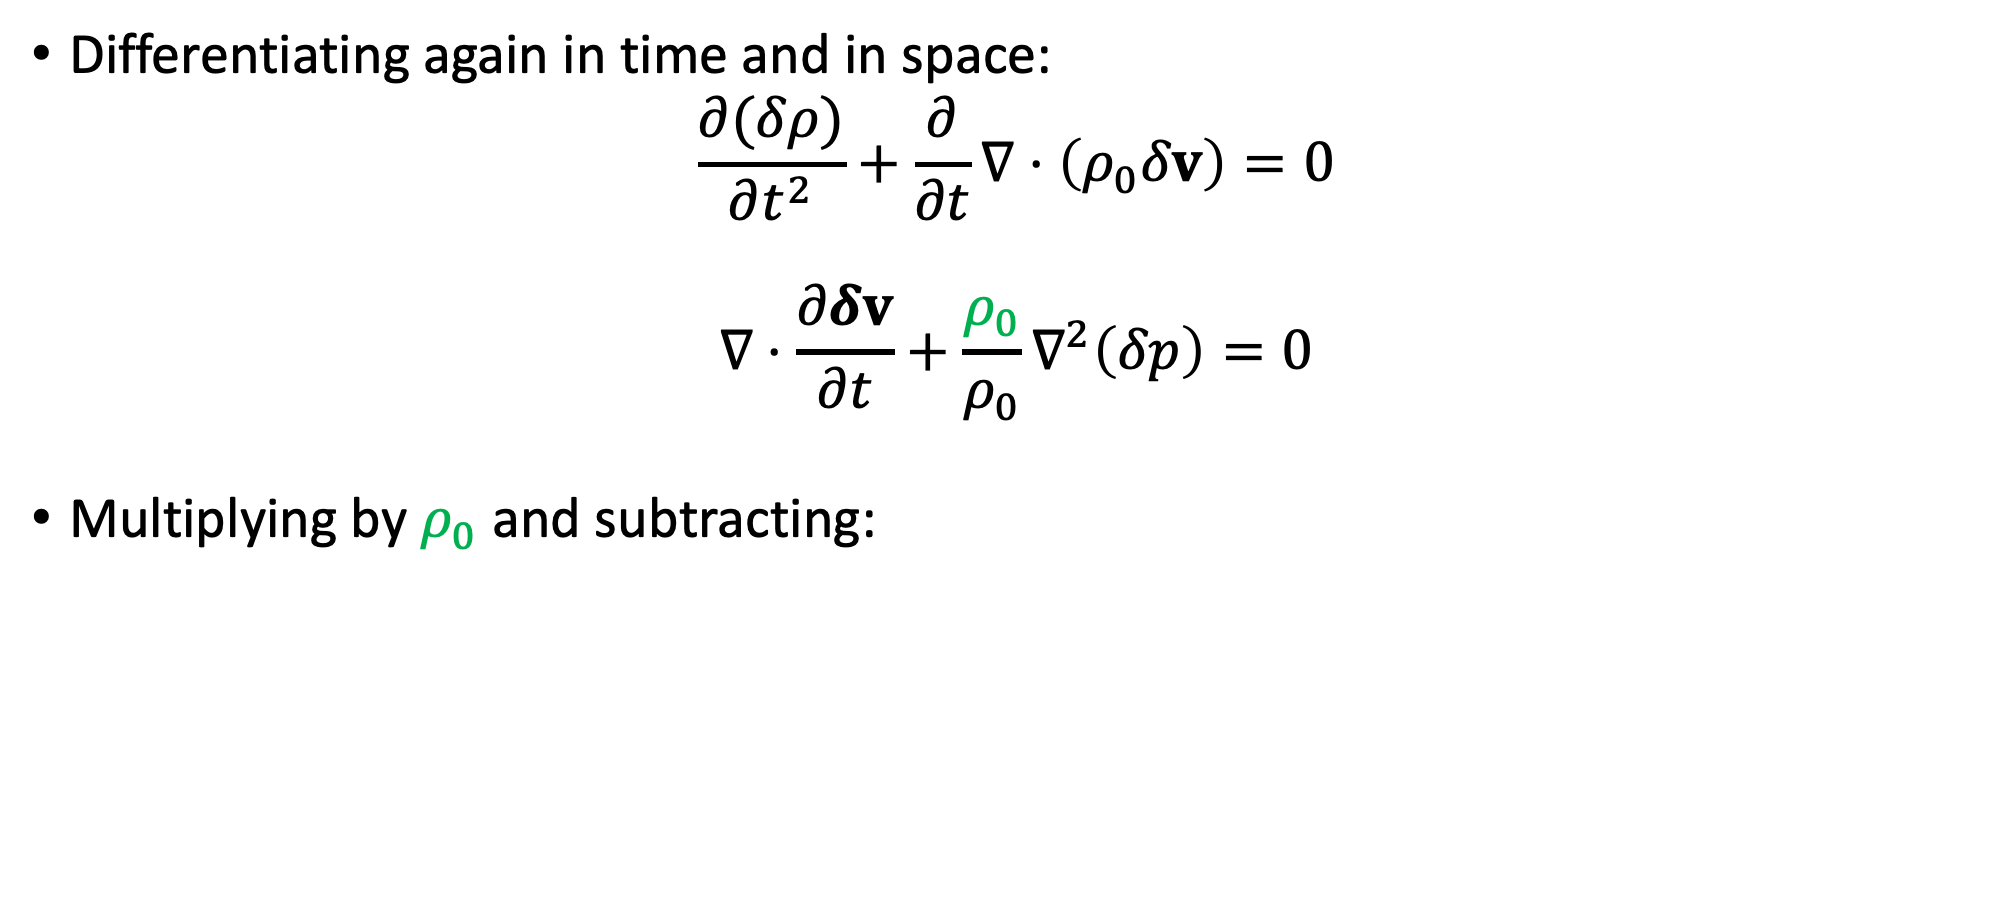 • Differentiating again in time and in space:
∂(δρ)/∂t² + ∂/∂t ∇ · (ρ₀δ𝐯) = 0
∇ · ∂𝜹𝐯/∂t + ρ₀/ρ₀ ∇²(δp) = 0
• Multiplying by ρ₀ and subtracting: